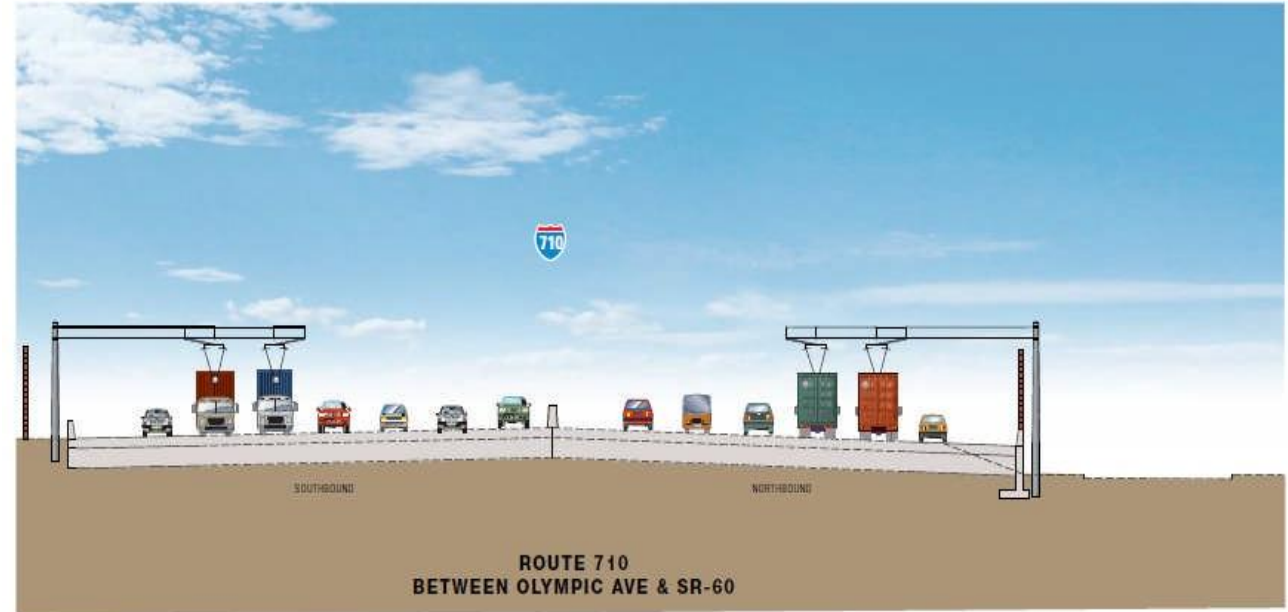 710
SOUTHBOUND
NORTHBOUND
ROUTE 710
BETWEEN OLYMPIC AVE & SR-60